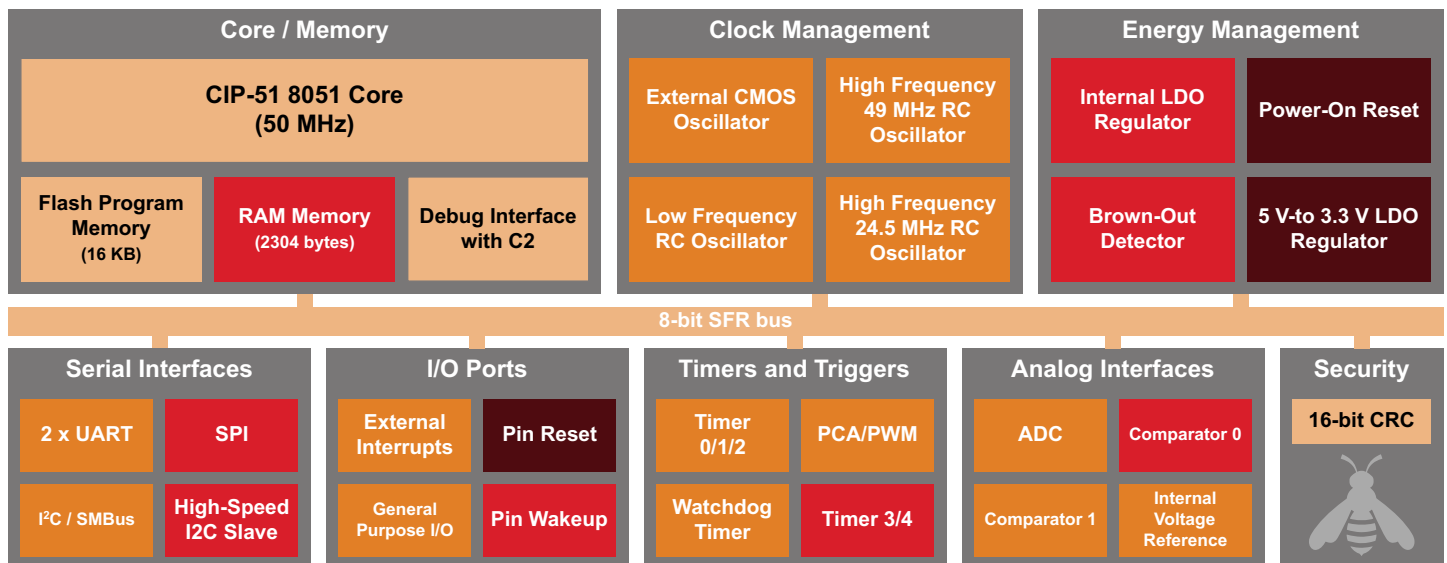 Core / Memory
CIP-51 8051 Core
(50 MHz)
Flash Program
Memory
(16 KB)
RAM Memory
(2304 bytes)
Debug Interface
with C2
Clock Management
External CMOS
Oscillator
High Frequency
49 MHz RC
Oscillator
Low Frequency
RC Oscillator
High Frequency
24.5 MHz RC
Oscillator
Energy Management
Internal LDO
Regulator
Power-On Reset
Brown-Out
Detector
5 V-to 3.3 V LDO
Regulator
8-bit SFR bus
Serial Interfaces
2 x UART
SPI
I²C / SMBus
High-Speed
I2C Slave
I/O Ports
External
Interrupts
Pin Reset
General
Purpose I/O
Pin Wakeup
Timers and Triggers
Timer
0/1/2
PCA/PWM
Watchdog
Timer
Timer 3/4
Analog Interfaces
ADC
Comparator 0
Comparator 1
Internal
Voltage
Reference
Security
16-bit CRC